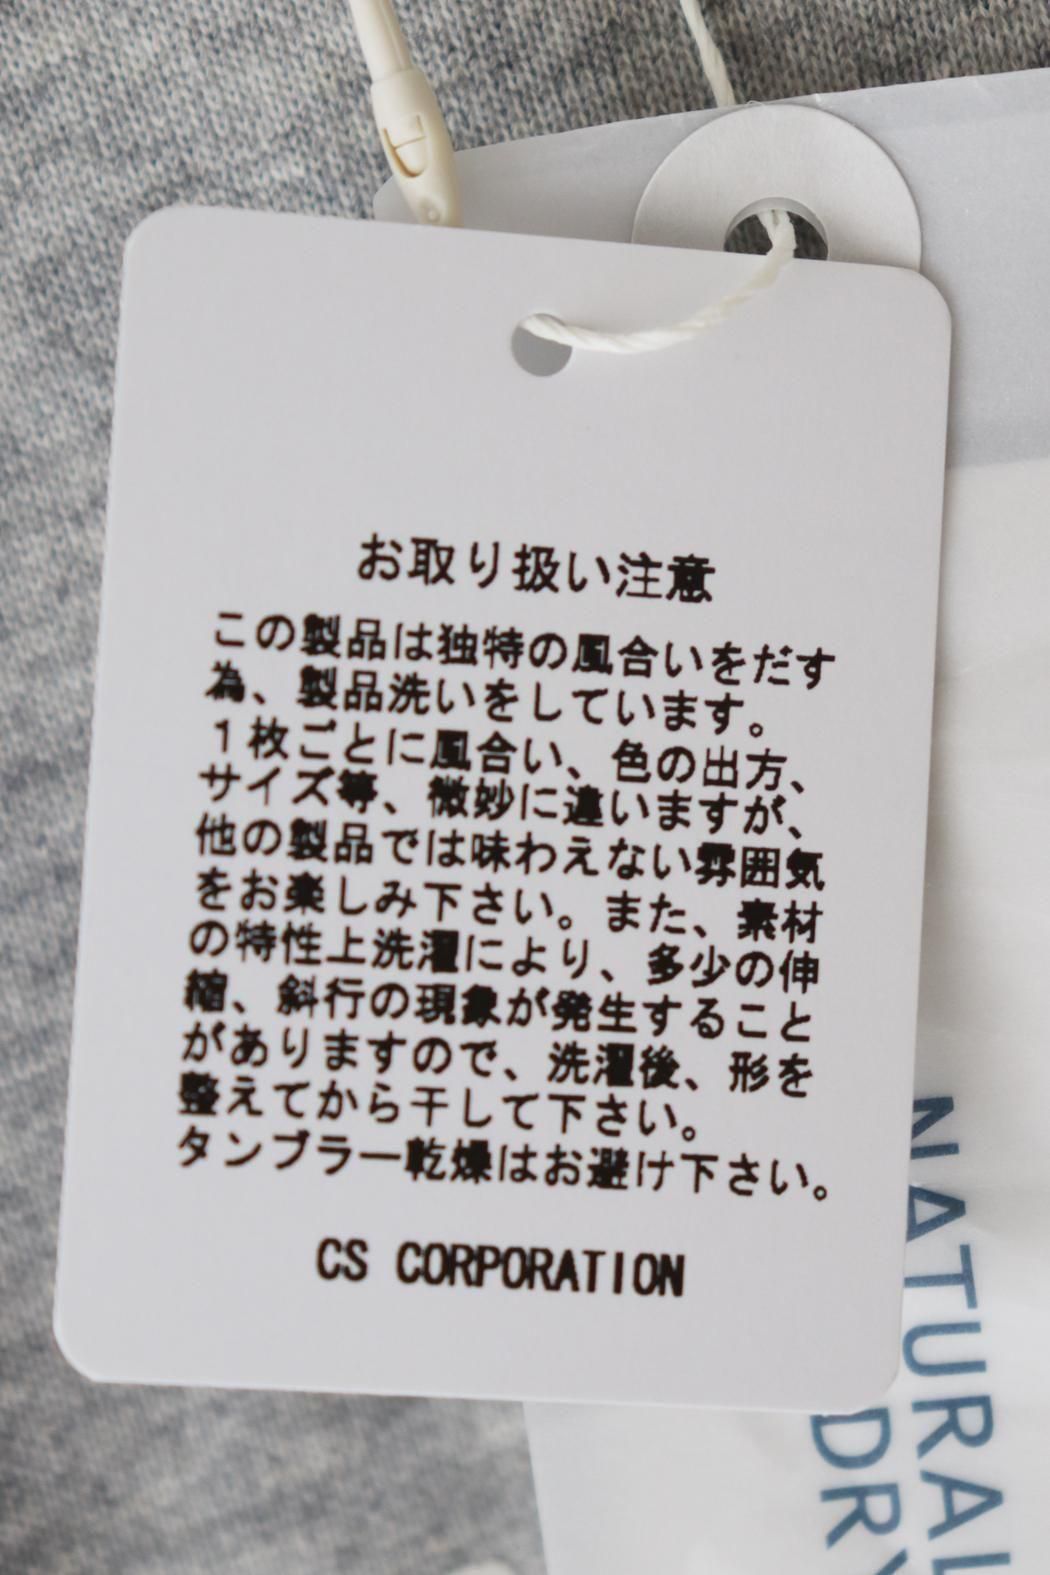 お取り扱い注意
この製品は独特の風合いをだす
為、製品洗いをしています。
1枚ごとに風合い、色の出方、
サイズ等、微妙に違いますが、
他の製品では味わえない雰囲気
をお楽しみ下さい。また、素材
の特性上洗濯により、多少の伸
縮、斜行の現象が発生すること
がありますので、洗濯後、形を
整えてから干して下さい。
タンブラー乾燥はお避け下さい。
CS CORPORATION
NATURAL
DRY